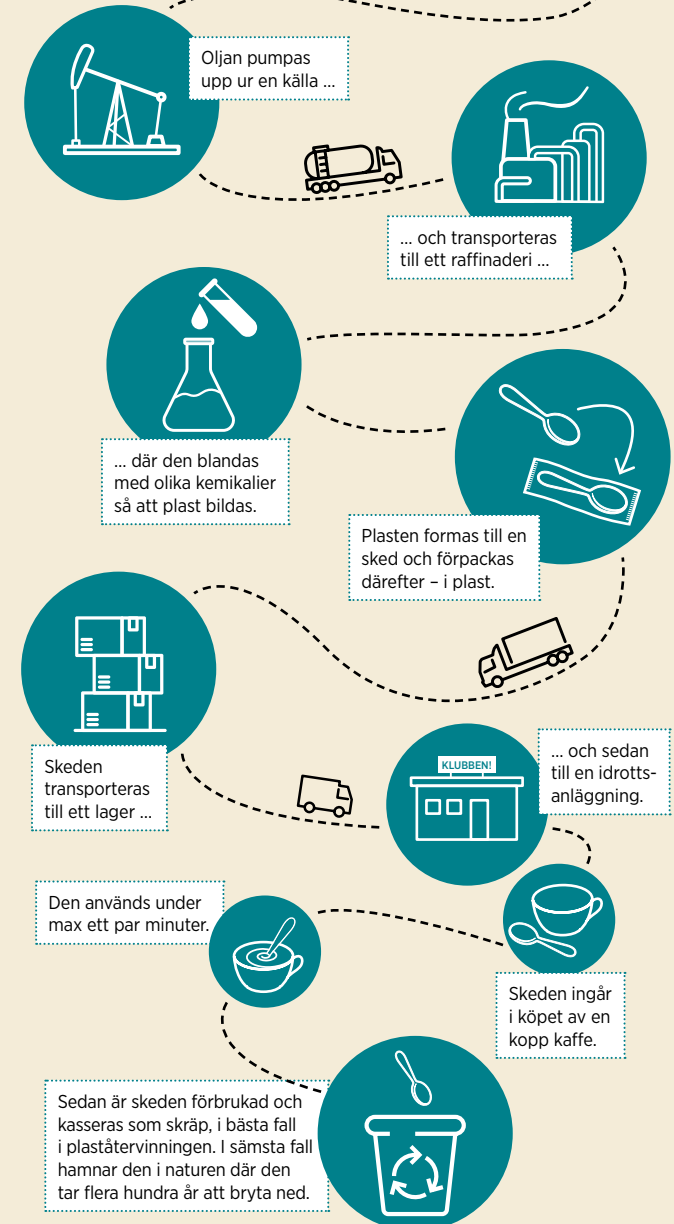 Oljan pumpas
upp ur en källa ...
... och transporteras
till ett raffinaderi ...
... där den blandas
med olika kemikalier
så att plast bildas.
Plasten formas till en
sked och förpackas
därefter – i plast.
Skeden
transporteras
till ett lager ...
KLUBBEN!
... och sedan
till en idrotts-
anläggning.
Skeden ingår
i köpet av en
kopp kaffe.
Den används under
max ett par minuter.
Sedan är skeden förbrukad och
kasseras som skräp, i bästa fall
i plaståtervinningen. I sämsta fall
hamnar den i naturen där den
tar flera hundra år att bryta ned.